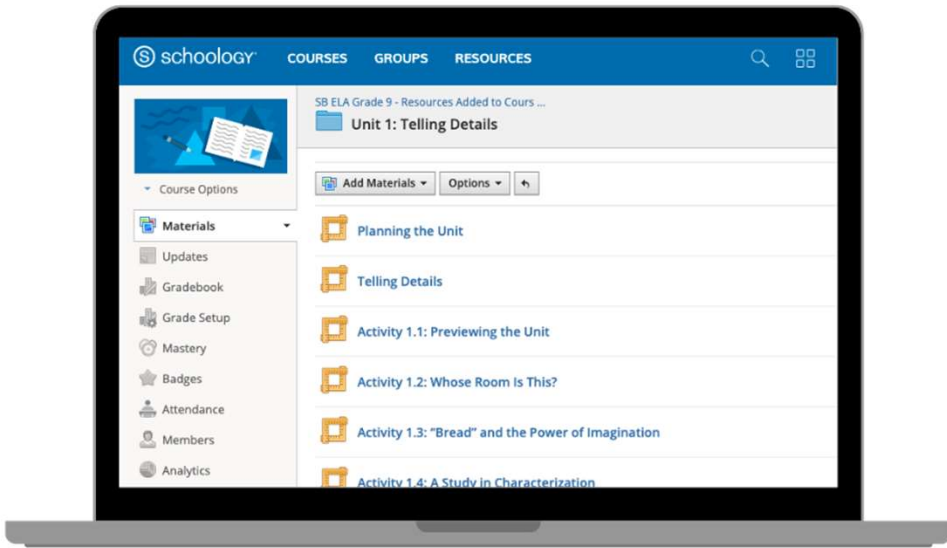 S schoology COURSES GROUPS RESOURCES
SB ELA Grade 9 - Resources Added to Cours ...
Unit 1: Telling Details
Course Options
Add Materials Options
Materials
Updates
Gradebook
Grade Setup
Mastery
Badges
Attendance
Members
Analytics
Planning the Unit
Telling Details
Activity 1.1: Previewing the Unit
Activity 1.2: Whose Room Is This?
Activity 1.3: “Bread” and the Power of Imagination
Activity 1.4: A Study in Characterization